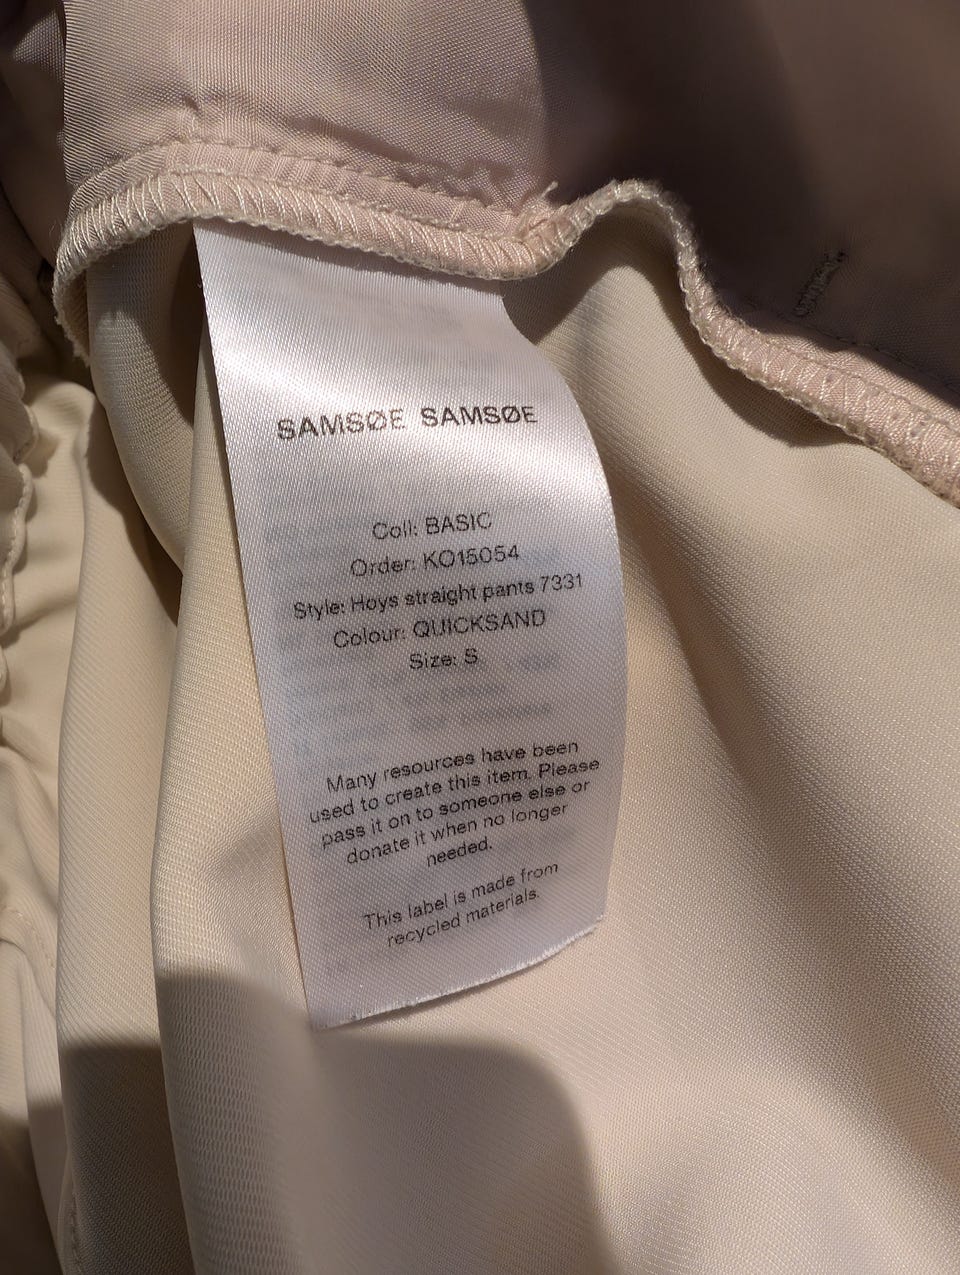 SAMSØE SAMSØE
Coll: BASIC
Order: KO15054
Style: Hoys straight pants 7331
Colour: QUICKSAND
Size: S
Many resources have been
used to create this item. Please
pass it on to someone else or
donate it when no longer
needed.
This label is made from
recycled materials.